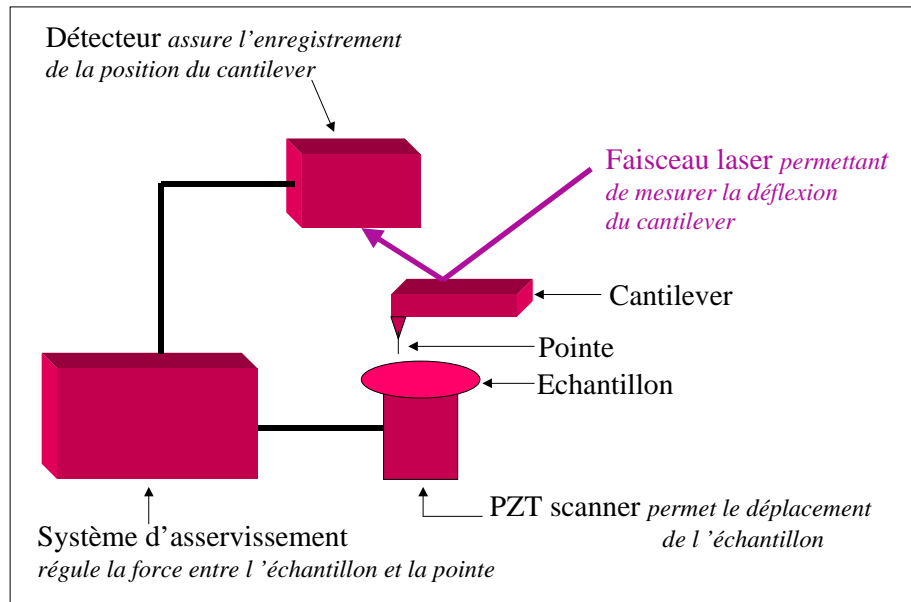 Détecteur assure l'enregistrement
de la position du cantilever
Faisceau laser permettant
de mesurer la déflexion
du cantilever
Cantilever
Pointe
Echantillon
PZT scanner permet le déplacement
de l ’échantillon
Système d'asservissement
régule la force entre l ’échantillon et la pointe